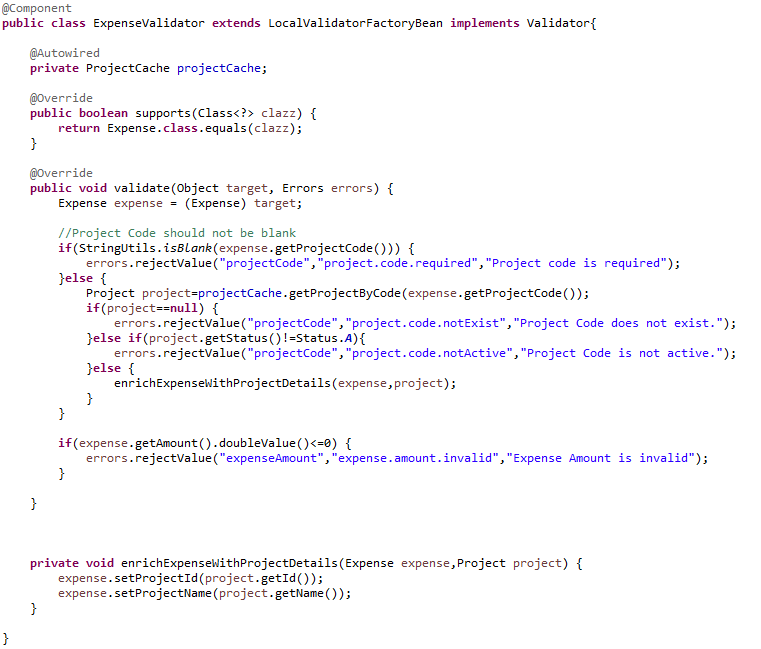 @Component
public class ExpenseValidator extends LocalValidatorFactoryBean implements Validator{
@Autowired
private ProjectCache projectCache;
@Override
public boolean supports(Class<?> clazz) {
return Expense.class.equals(clazz);
}
@Override
public void validate(Object target, Errors errors) {
Expense expense = (Expense) target;
//Project Code should not be blank
if(StringUtils.isBlank(expense.getProjectCode())) {
errors.rejectValue("projectCode","project.code.required","Project code is required");
}else {
Project project=projectCache.getProjectByCode(expense.getProjectCode());
if(project==null) {
errors.rejectValue("projectCode","project.code.notExist","Project Code does not exist.");
}else if(project.getStatus()!=Status.A){
errors.rejectValue("projectCode","project.code.notActive","Project Code is not active.");
}else {
enrichExpenseWithProjectDetails(expense,project);
}
}
if(expense.getAmount().doubleValue()<=0) {
errors.rejectValue("expenseAmount","expense.amount.invalid","Expense Amount is invalid");
}
}
private void enrichExpenseWithProjectDetails(Expense expense,Project project) {
expense.setProjectId(project.getId());
expense.setProjectName(project.getName());
}
}